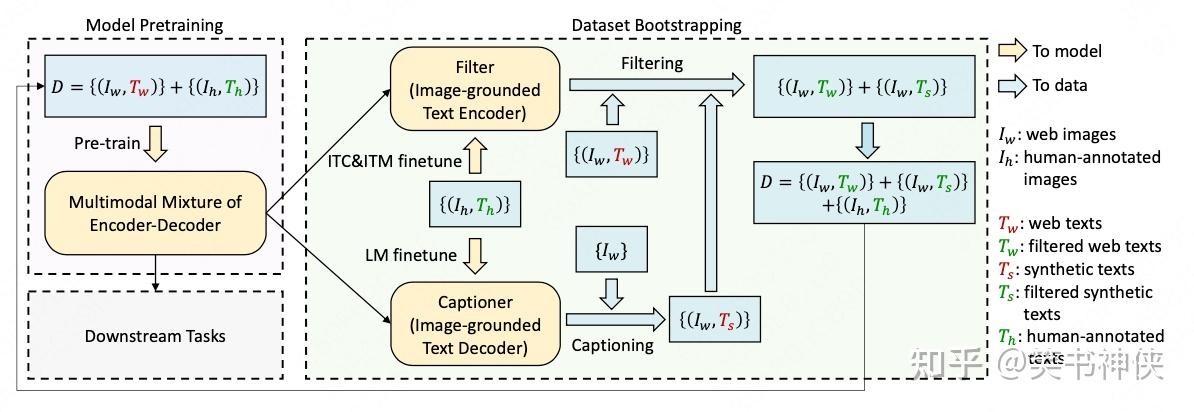 Model Pretraining
Dataset Bootstrapping
D = {(I_w, T_w)} + {(I_h, T_h)}
Pre-train
Multimodal Mixture of
Encoder-Decoder
Downstream Tasks
Filter
(Image-grounded
Text Encoder)
ITC&ITM finetune
{(I_h, T_h)}
LM finetune
Captioner
(Image-grounded
Text Decoder)
Filtering
{(I_w, T_w)}
{I_w}
Captioning
{(I_w, T_s)}
{(I_w, T_w)} + {(I_w, T_s)}
D = {(I_w, T_w)} + {(I_w, T_s)}
+{(I_h, T_h)}
To model
To data
I_w: web images
I_h: human-annotated
images
T_w: web texts
T_w: filtered web texts
T_s: synthetic texts
T_s: filtered synthetic
texts
T_h: human-annotated
texts
知乎 @笑书神侠